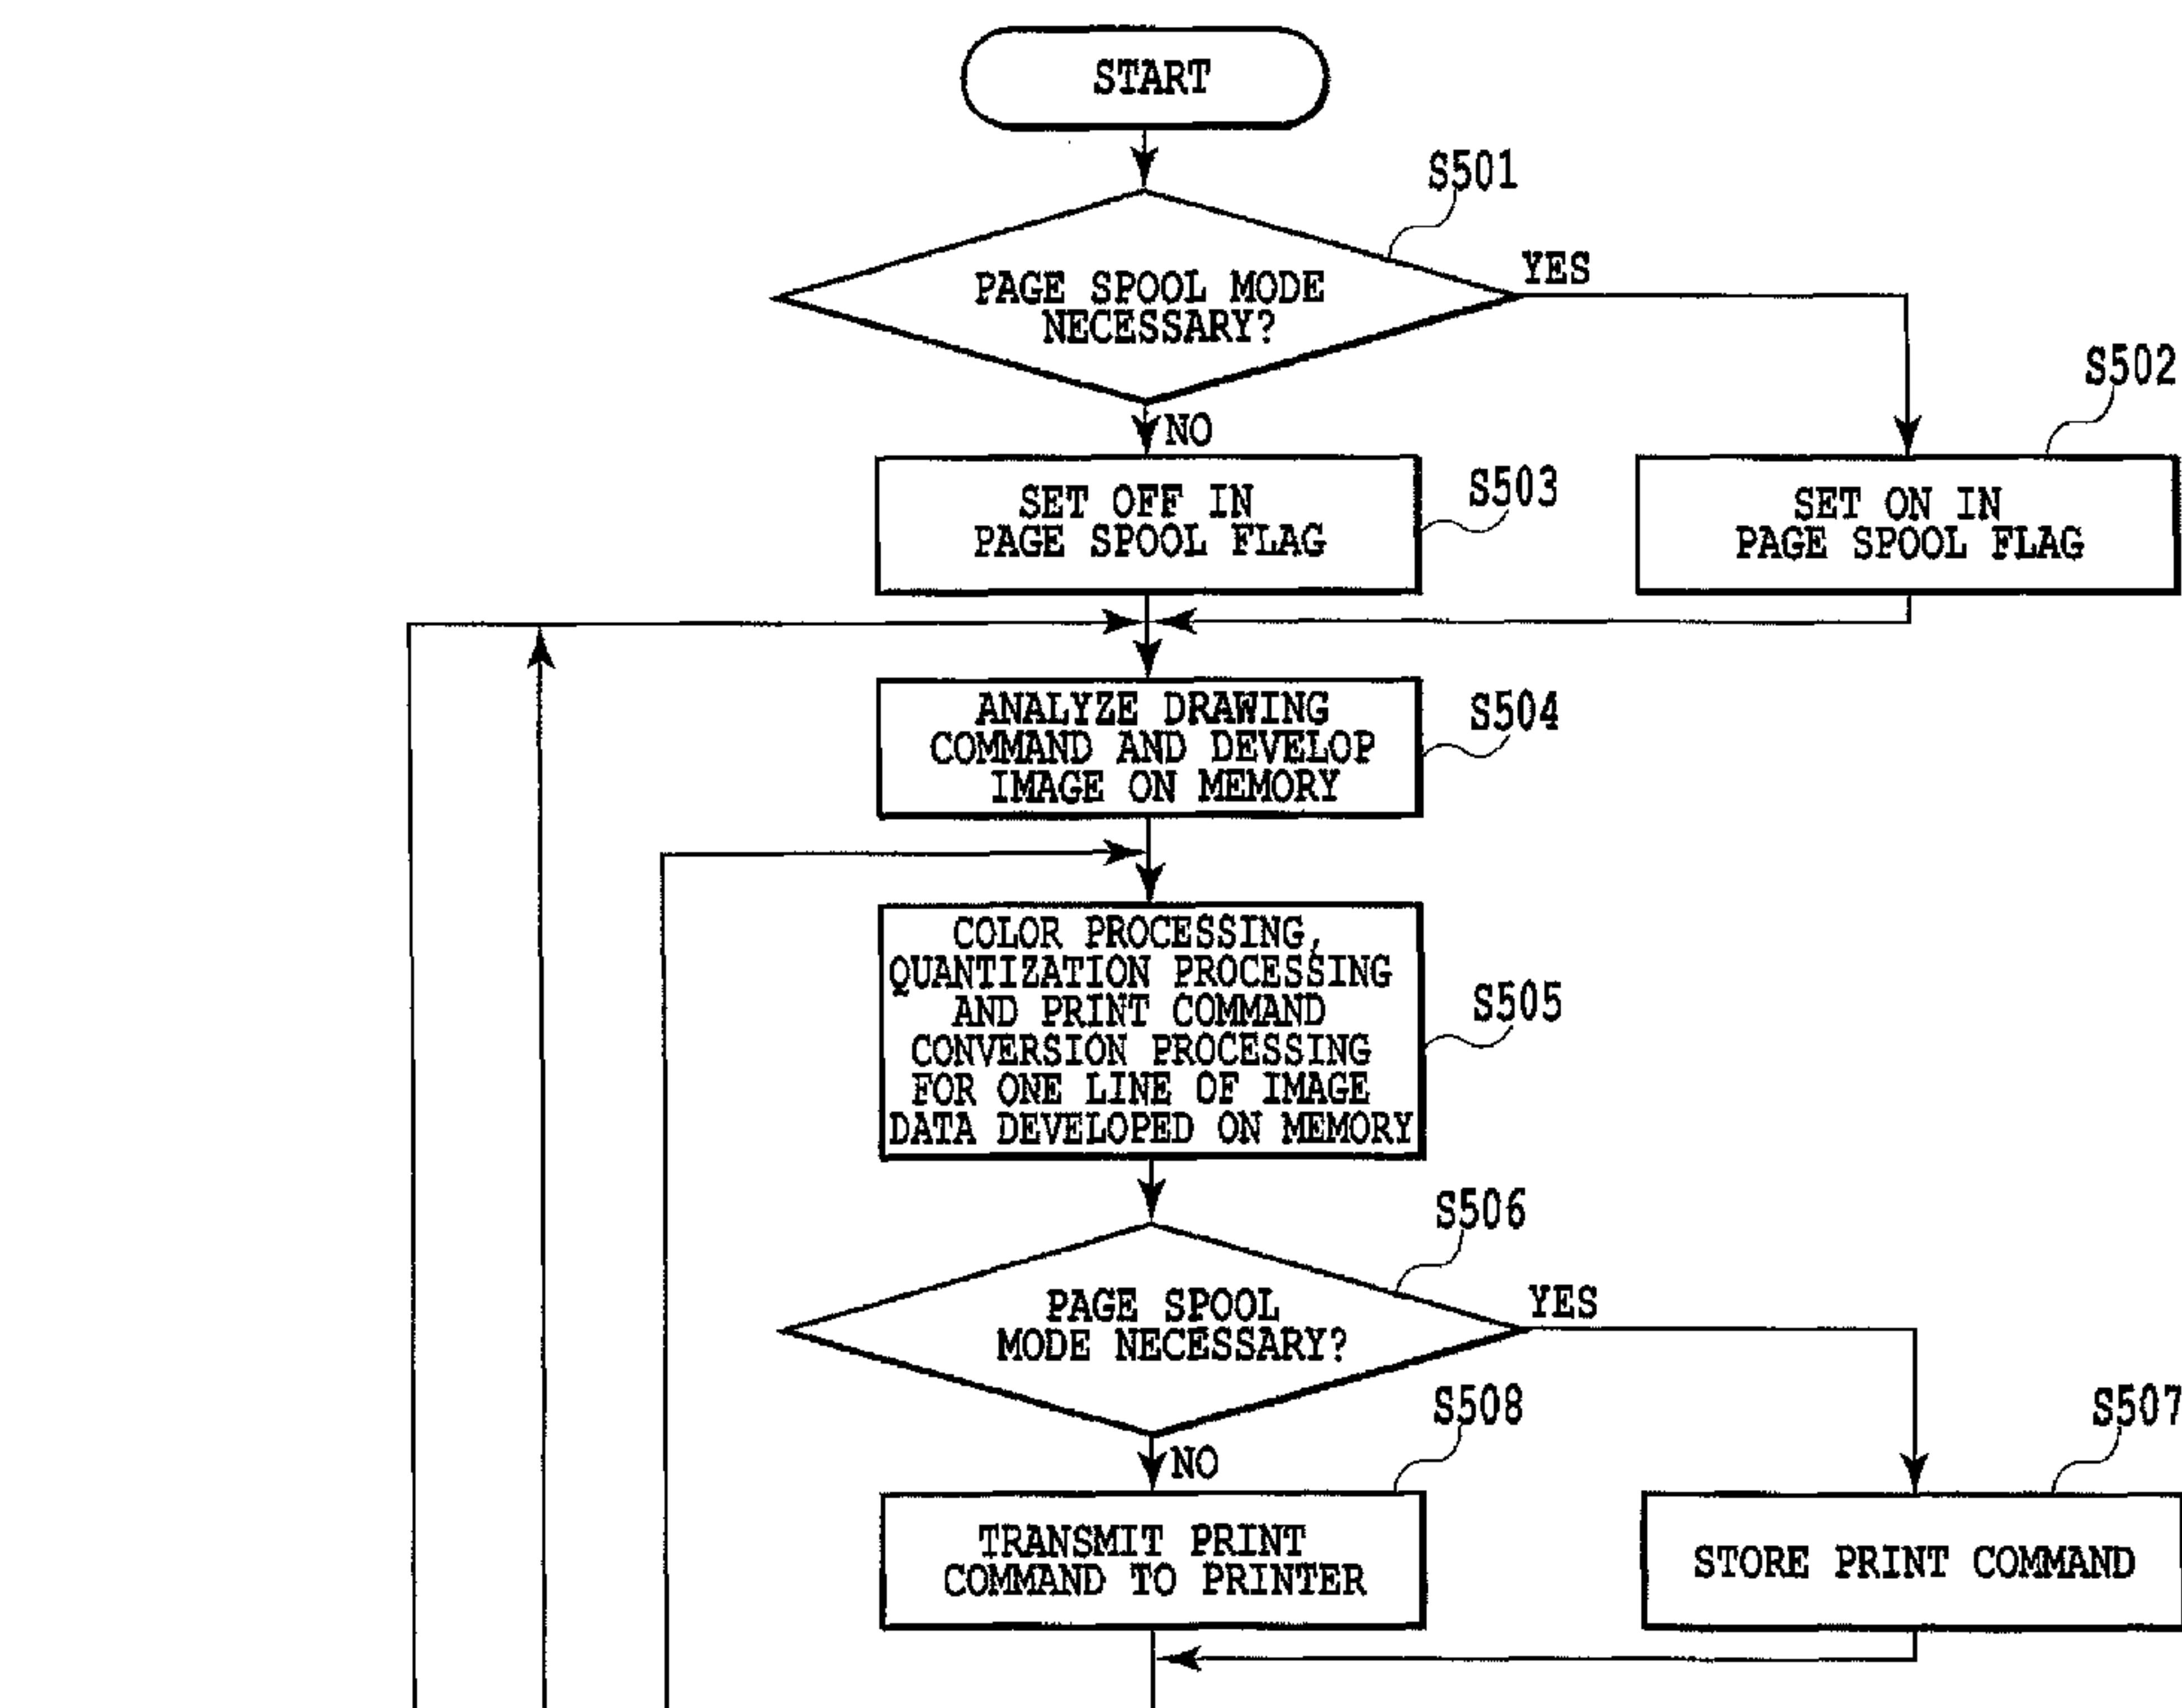 START
S501
PAGE SPOOL MODE
NECESSARY?
YES
NO
S502
SET OFF IN
PAGE SPOOL FLAG
S503
SET ON IN
PAGE SPOOL FLAG
ANALYZE DRAWING
COMMAND AND DEVELOP
IMAGE ON MEMORY
S504
COLOR PROCESSING,
QUANTIZATION PROCESSING
AND PRINT COMMAND
CONVERSION PROCESSING
FOR ONE LINE OF IMAGE
DATA DEVELOPED ON MEMORY
S505
S506
PAGE SPOOL
MODE NECESSARY?
YES
NO
S508
S507
TRANSMIT PRINT
COMMAND TO PRINTER
STORE PRINT COMMAND